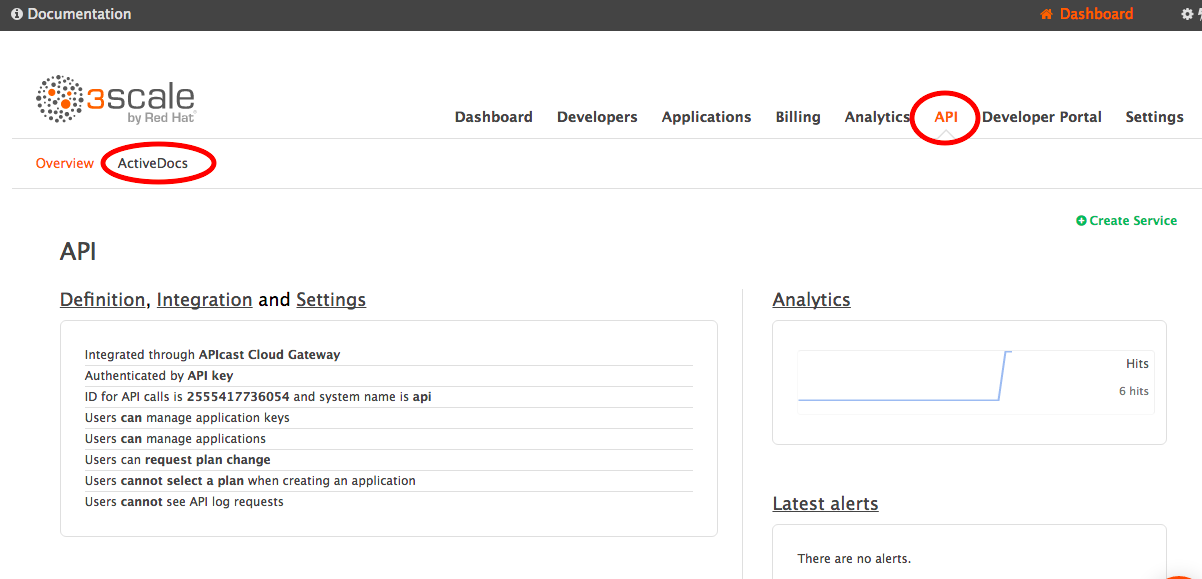 Documentation
Dashboard
3scale
by Red Hat
Dashboard Developers Applications Billing Analytics API Developer Portal Settings
Overview ActiveDocs
Create Service
API
Definition, Integration and Settings
Integrated through APIcast Cloud Gateway
Authenticated by API key
ID for API calls is 2555417736054 and system name is api
Users can manage application keys
Users can manage applications
Users can request plan change
Users cannot select a plan when creating an application
Users cannot see API log requests
Analytics
Hits
6 hits
Latest alerts
There are no alerts.